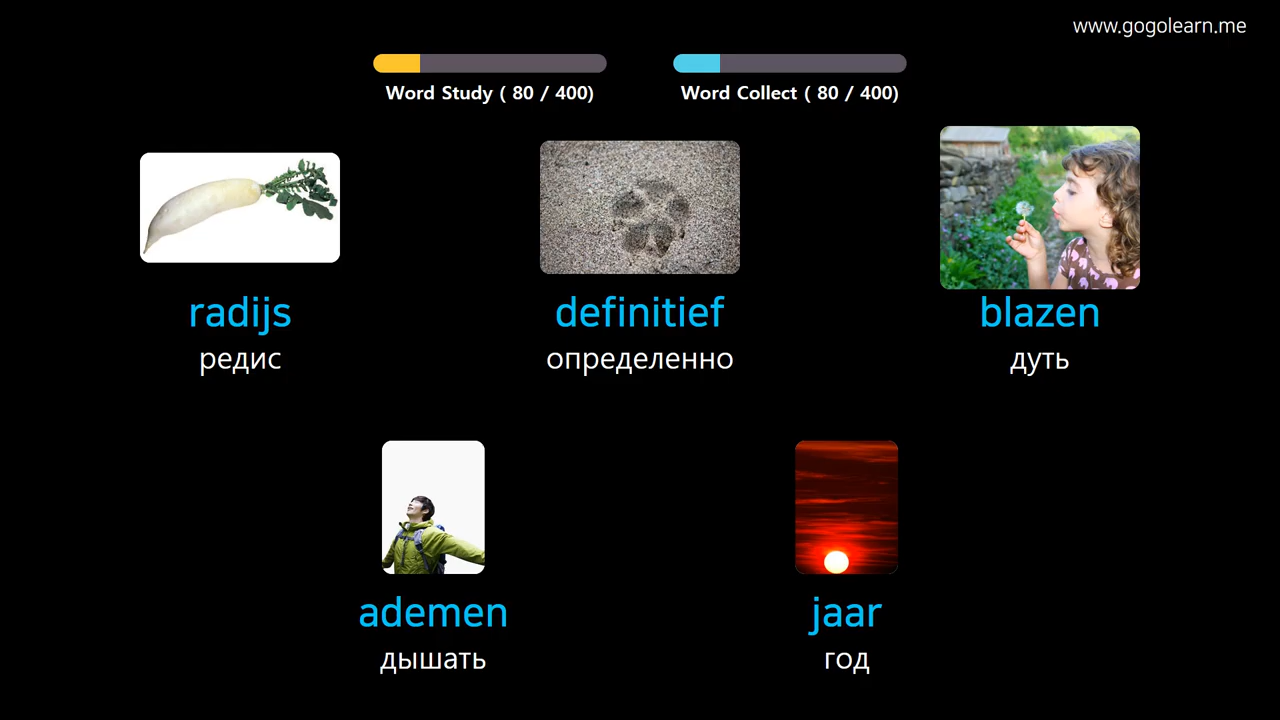 www.gogolearn.me
Word Study ( 80 / 400)
Word Collect ( 80 / 400)
radijs
редис
definitief
определенно
blazen
дуть
ademen
дышать
jaar
год